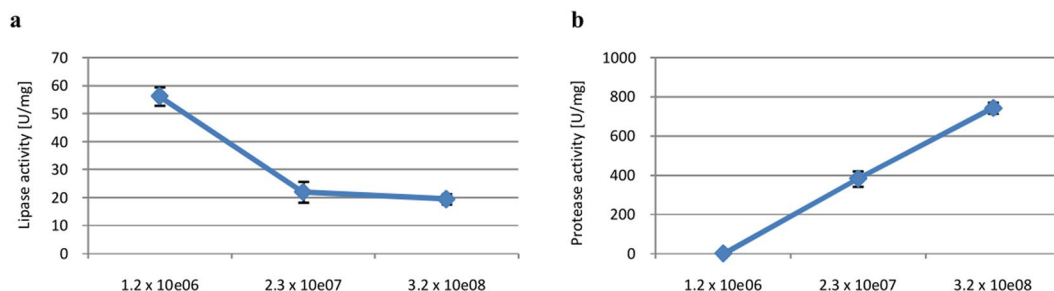 a
Lipase activity [U/mg]
70
60
50
40
30
20
10
0
1.2 x 10e06
2.3 x 10e07
3.2 x 10e08
b
Protease activity [U/mg]
1000
800
600
400
200
0
1.2 x 10e06
2.3 x 10e07
3.2 x 10e08